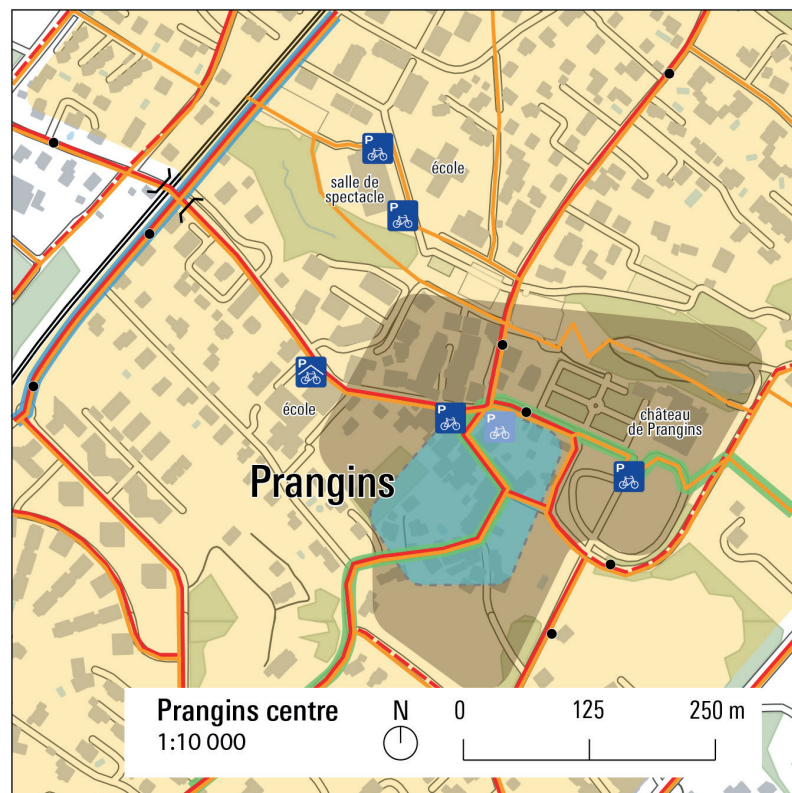 P
école
salle de
spectacle
P
P
école
P
P
château
de Prangins
P
Prangins
Prangins centre
1:10 000
N
0
125
250 m